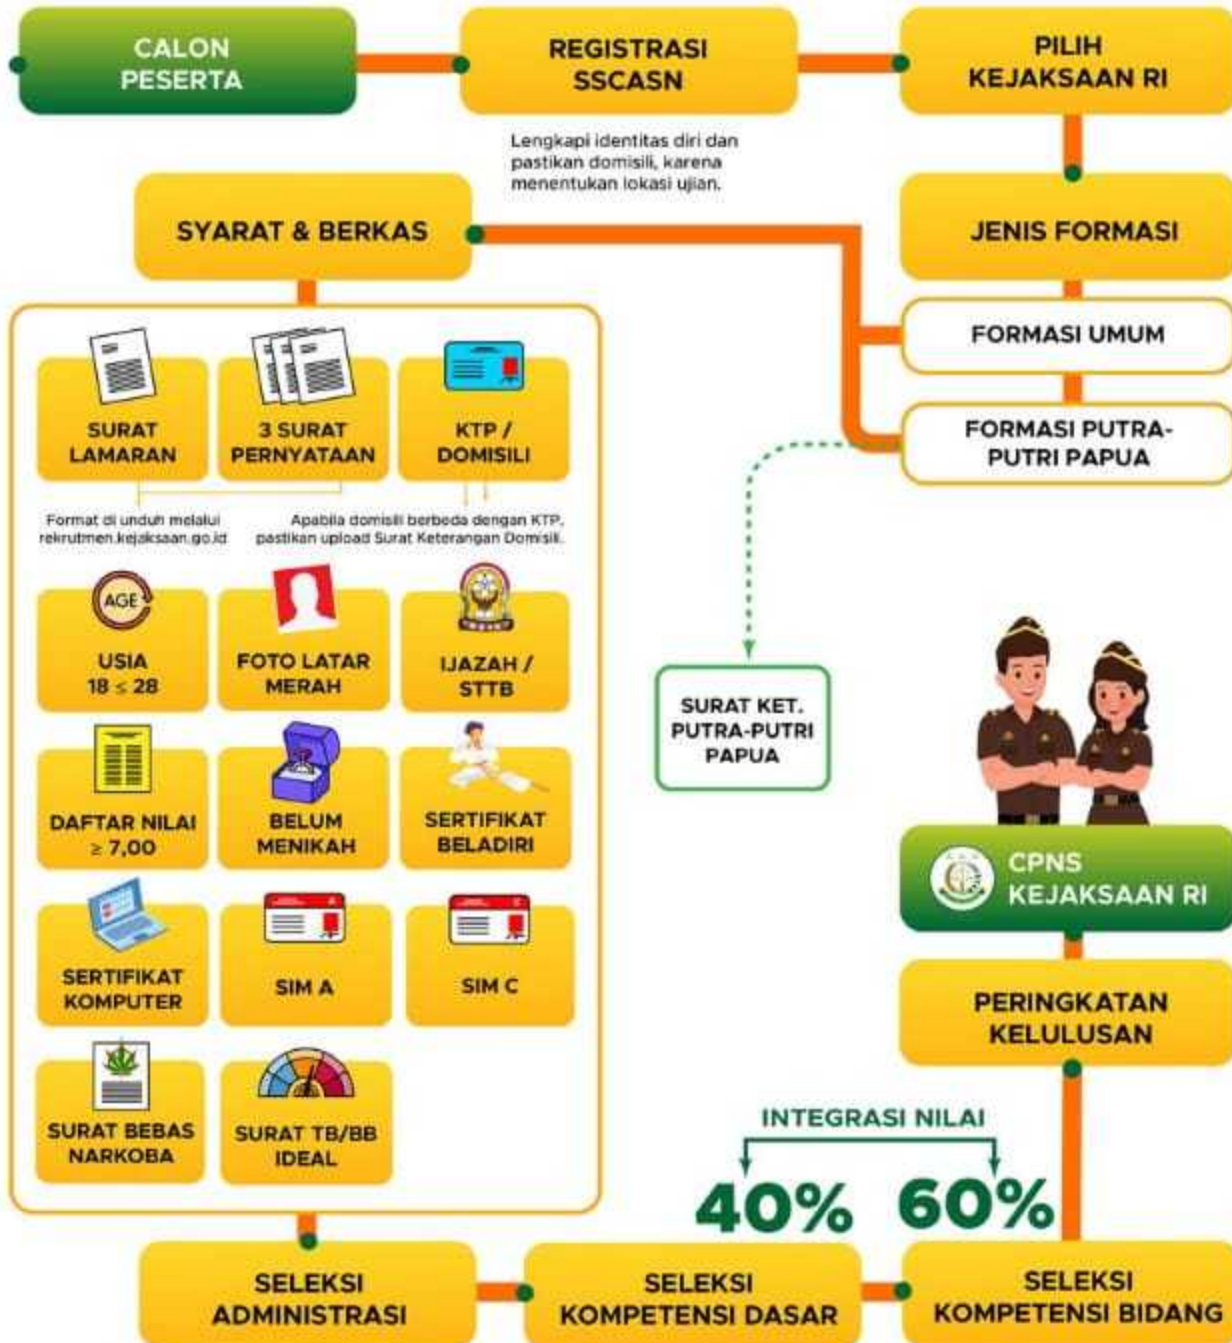 CALON
PESERTA
REGISTRASI
SSCASN
PILIH
KEJAKSAAN RI
Lengkapi identitas diri dan
pastikan domisili, karena
menentukan lokasi ujian.
SYARAT & BERKAS
JENIS FORMASI
FORMASI UMUM
FORMASI PUTRA-
PUTRI PAPUA
SURAT
LAMARAN
3 SURAT
PERNYATAAN
KTP /
DOMISILI
Format di unduh melalui
rekrutmen.kejaksaan.go.id
Apabila domisili berbeda dengan KTP,
pastikan upload Surat Keterangan Domisili.
AGE
USIA
18 ≤ 28
FOTO LATAR
MERAH
IJAZAH /
STTB
SURAT KET.
PUTRA-PUTRI
PAPUA
DAFTAR NILAI
≥ 7,00
BELUM
MENIKAH
SERTIFIKAT
BELADIRI
CPNS
KEJAKSAAN RI
SERTIFIKAT
KOMPUTER
A
SIM A
C
SIM C
PERINGKATAN
KELULUSAN
SURAT BEBAS
NARKOBA
SURAT TB/BB
IDEAL
INTEGRASI NILAI
40%
60%
SELEKSI
ADMINISTRASI
SELEKSI
KOMPETENSI DASAR
SELEKSI
KOMPETENSI BIDANG